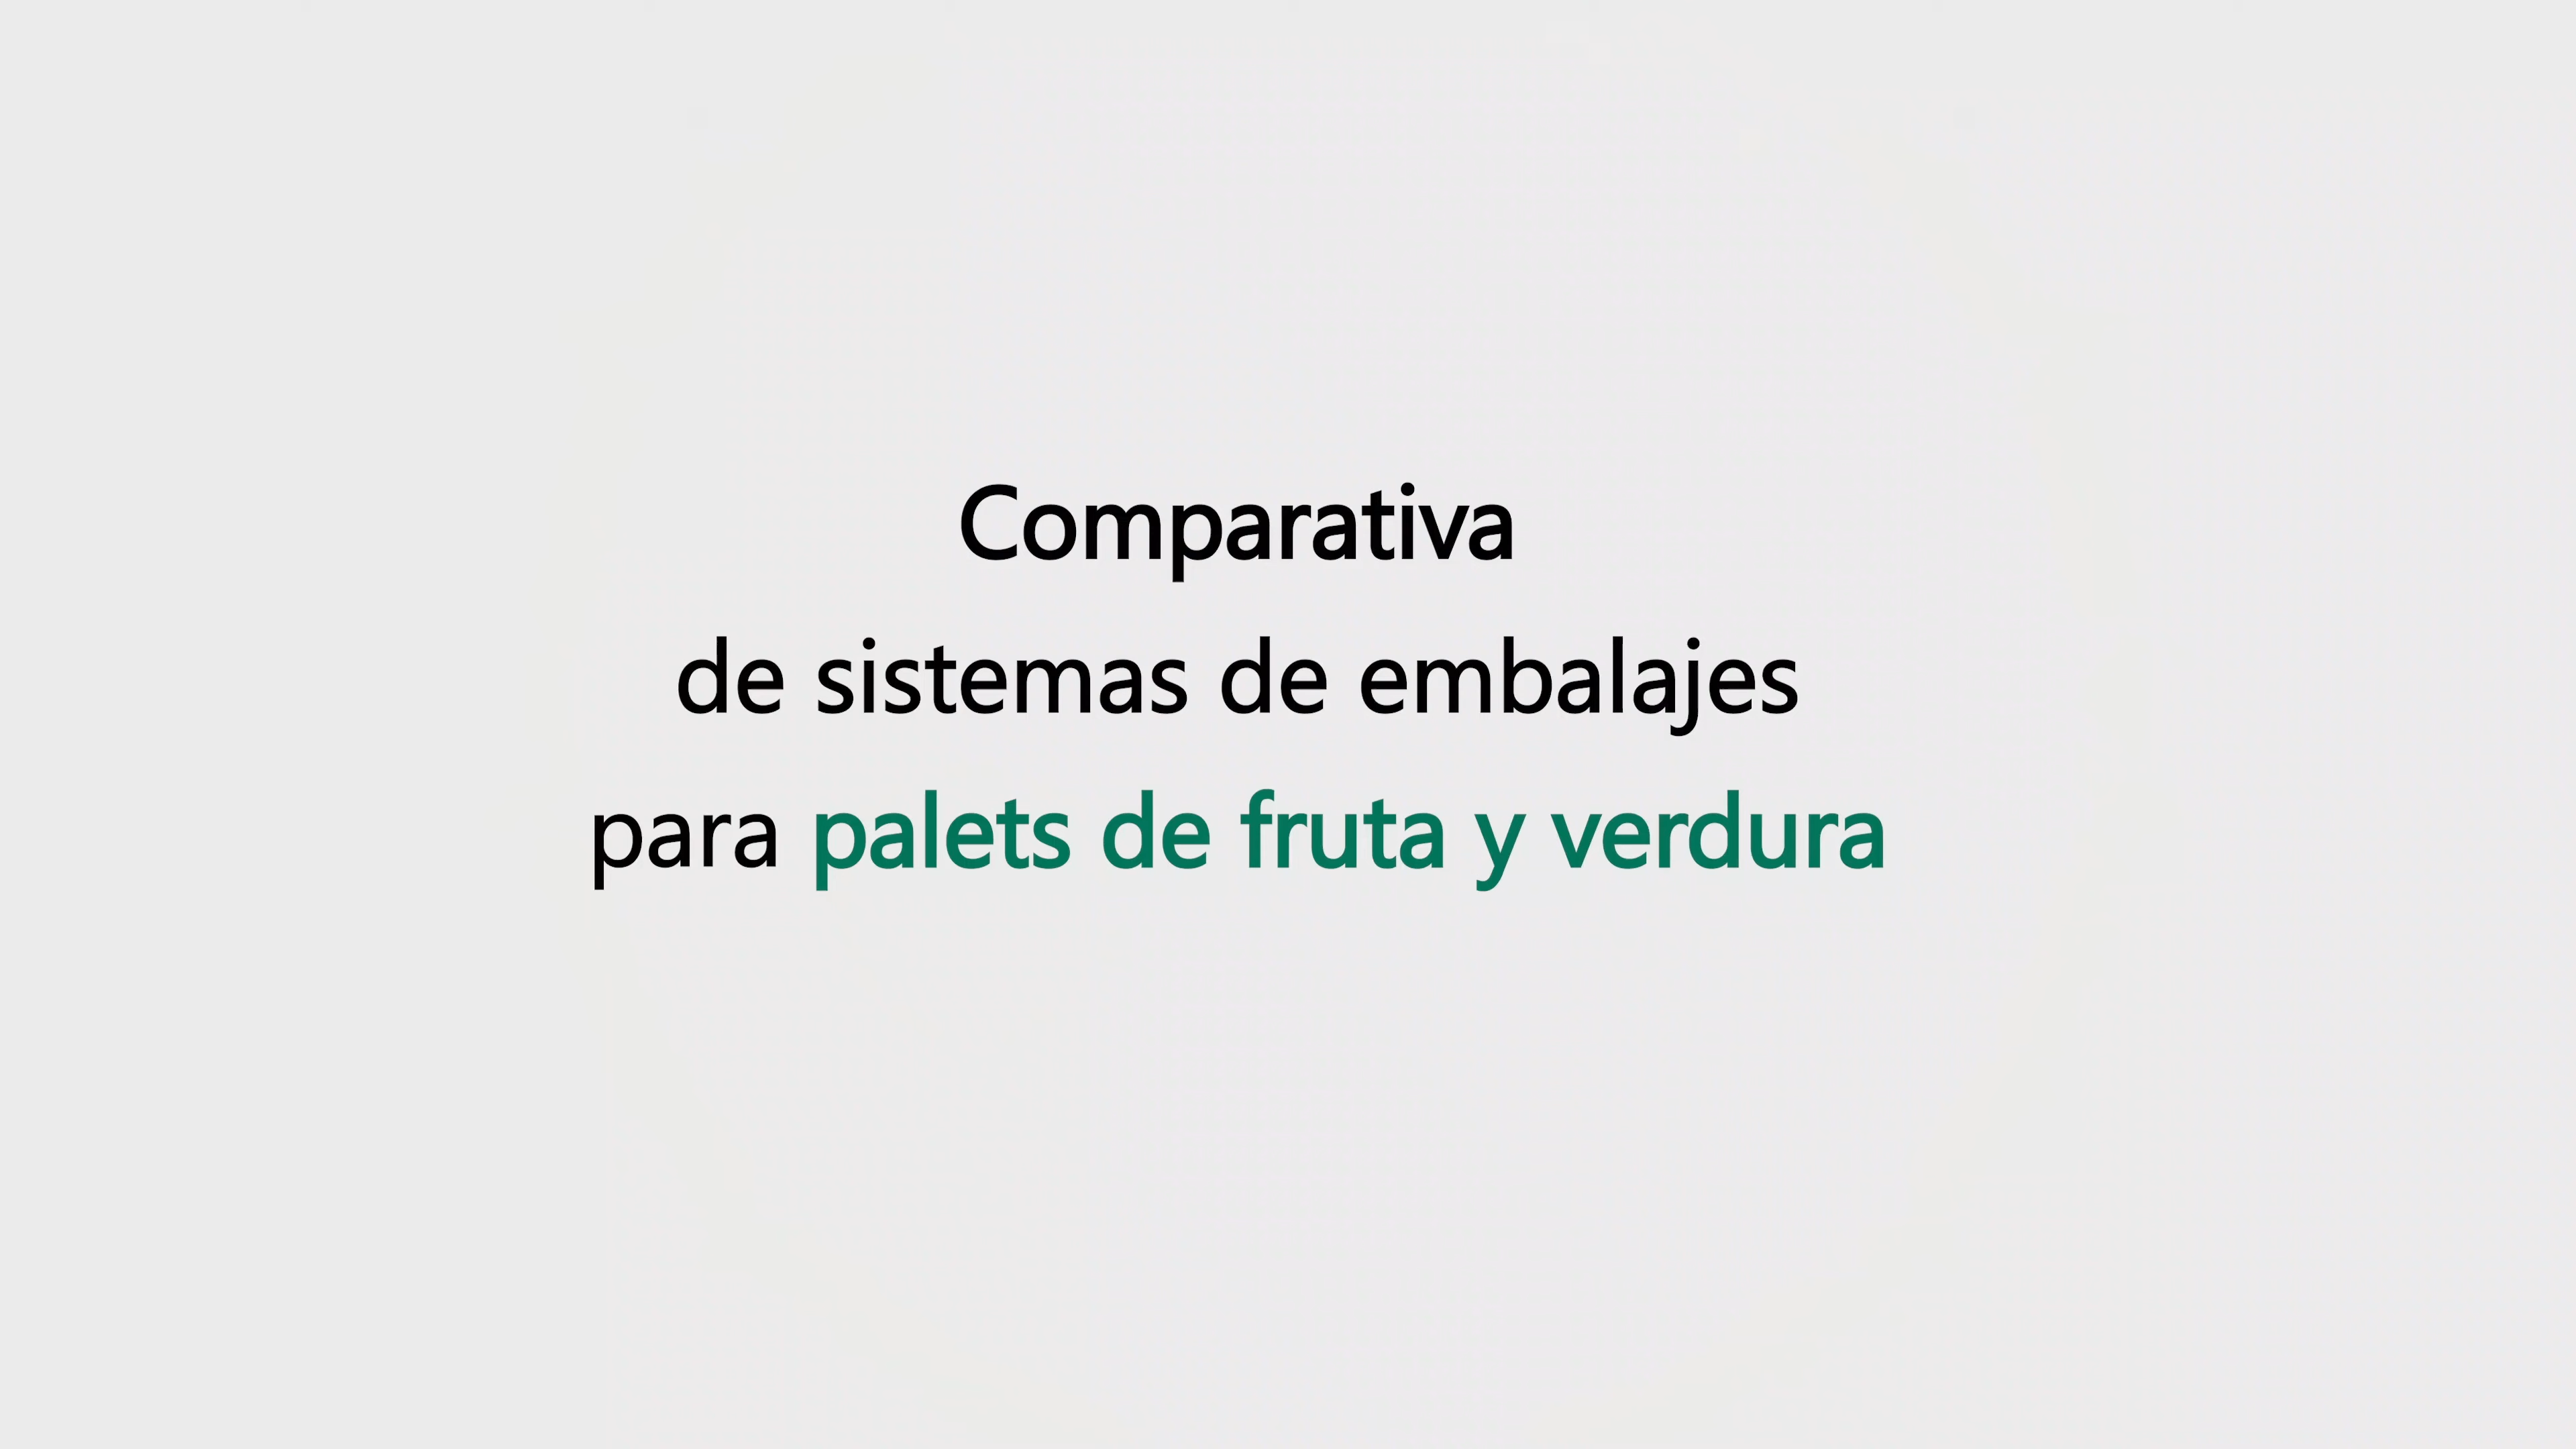 Comparativa
de sistemas de embalajes
para palets de fruta y verdura